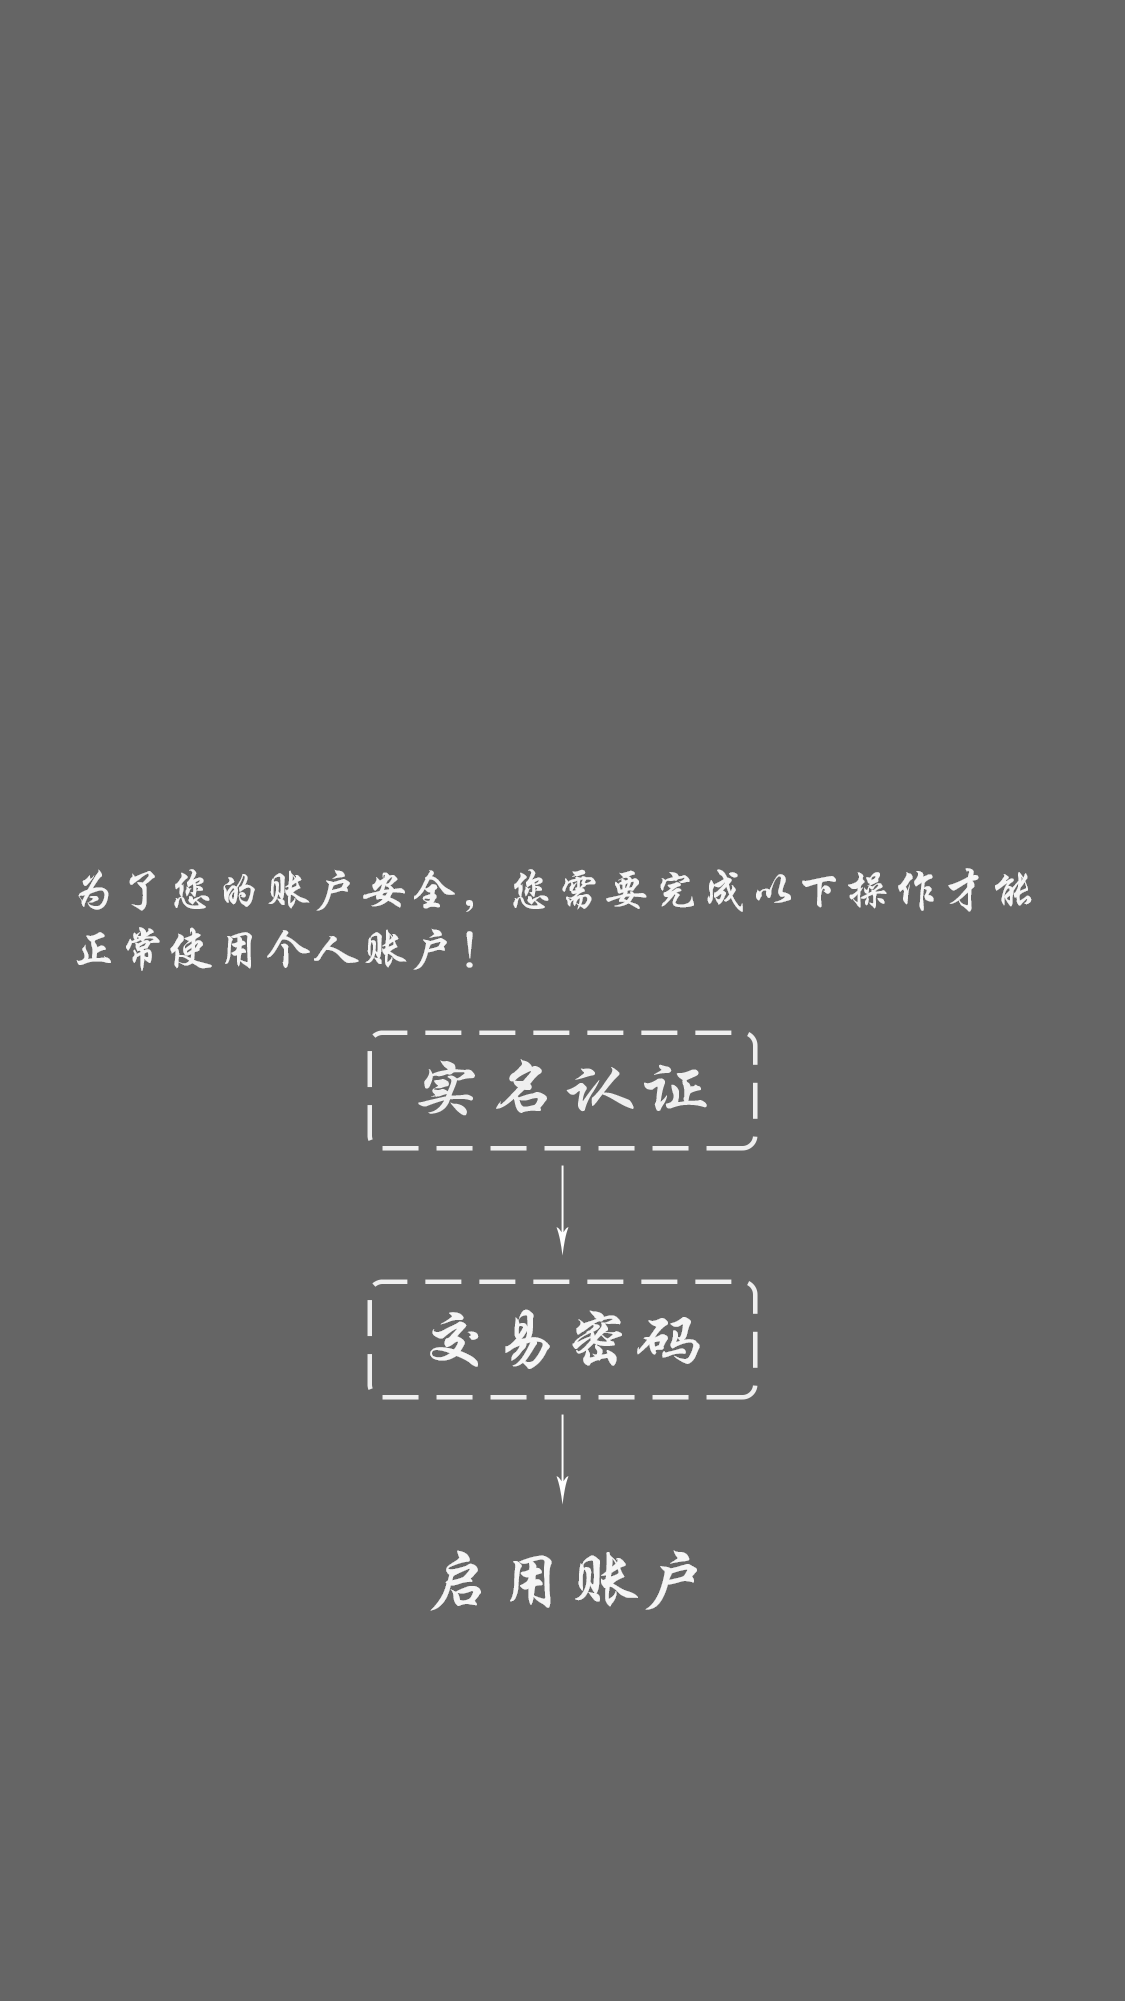 为了您的账户安全，您需要完成以下操作才能
正常使用个人账户！
实名认证
交易密码
启用账户